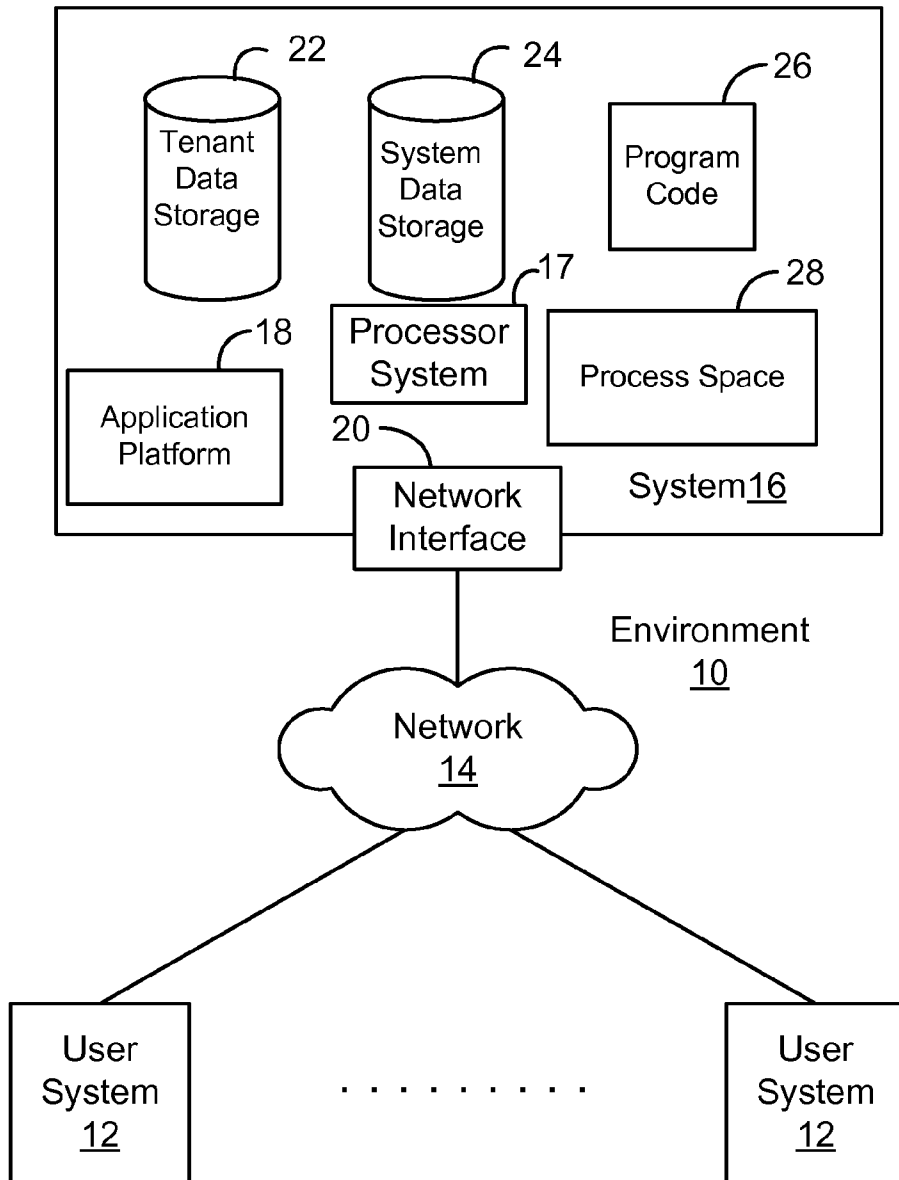 22
24
26
Tenant
Data
Storage
System
Data
Storage
Program
Code
17
28
18
Processor
System
Process Space
Application
Platform
20
Network
Interface
System16
Environment
10
Network
14
User
System
12
. . . . . . . . .
User
System
12